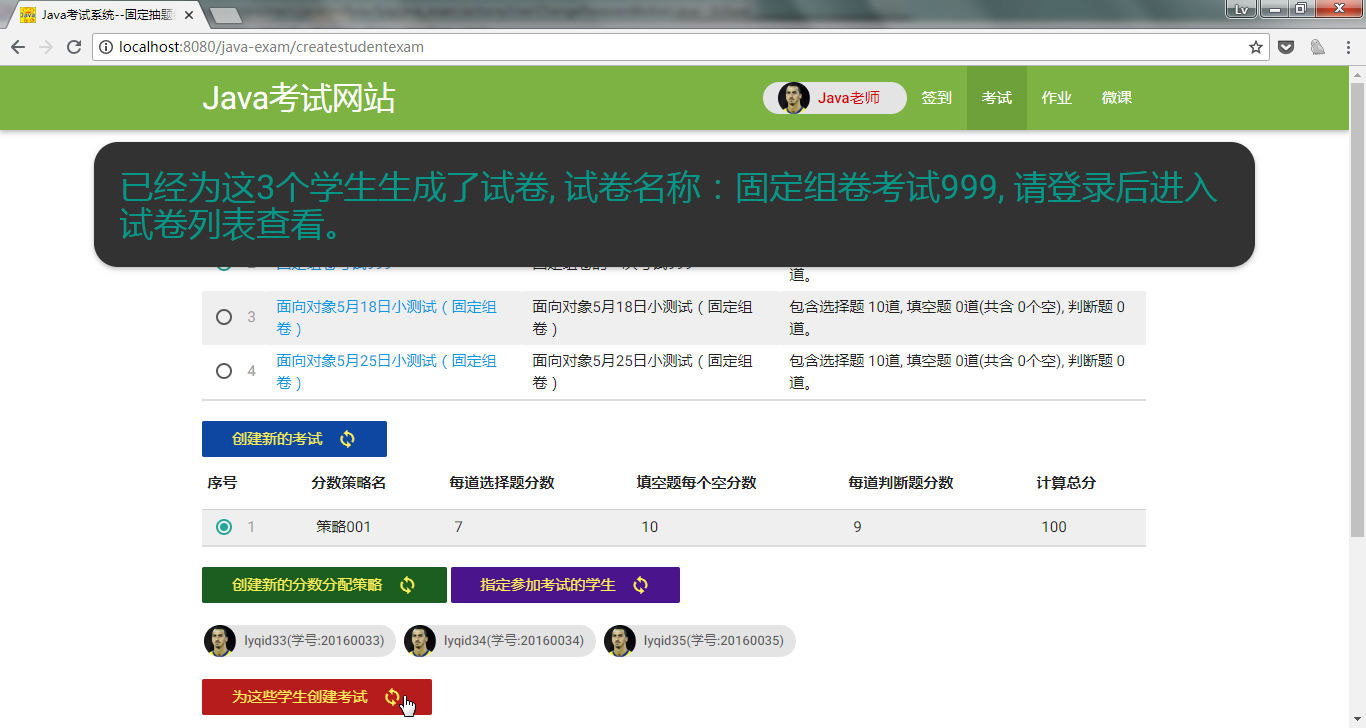 Java考试系统--固定抽题
Lv
localhost:8080/java-exam/createstudentexam
Java考试网站
Java老师 签到 考试 作业 微课
已经为这3个学生生成了试卷, 试卷名称：固定组卷考试999, 请登录后进入
试卷列表查看。
道。
3 面向对象5月18日小测试（固定组 面向对象5月18日小测试（固定组 包含选择题 10道, 填空题 0道(共含 0个空), 判断题 0
卷） 卷） 道。
4 面向对象5月25日小测试（固定组 面向对象5月25日小测试（固定组 包含选择题 10道, 填空题 0道(共含 0个空), 判断题 0
卷） 卷） 道。
创建新的考试
序号 分数策略名 每道选择题分数 填空题每个空分数 每道判断题分数 计算总分
1 策略001 7 10 9 100
创建新的分数分配策略 指定参加考试的学生
lyqid33(学号:20160033) lyqid34(学号:20160034) lyqid35(学号:20160035)
为这些学生创建考试